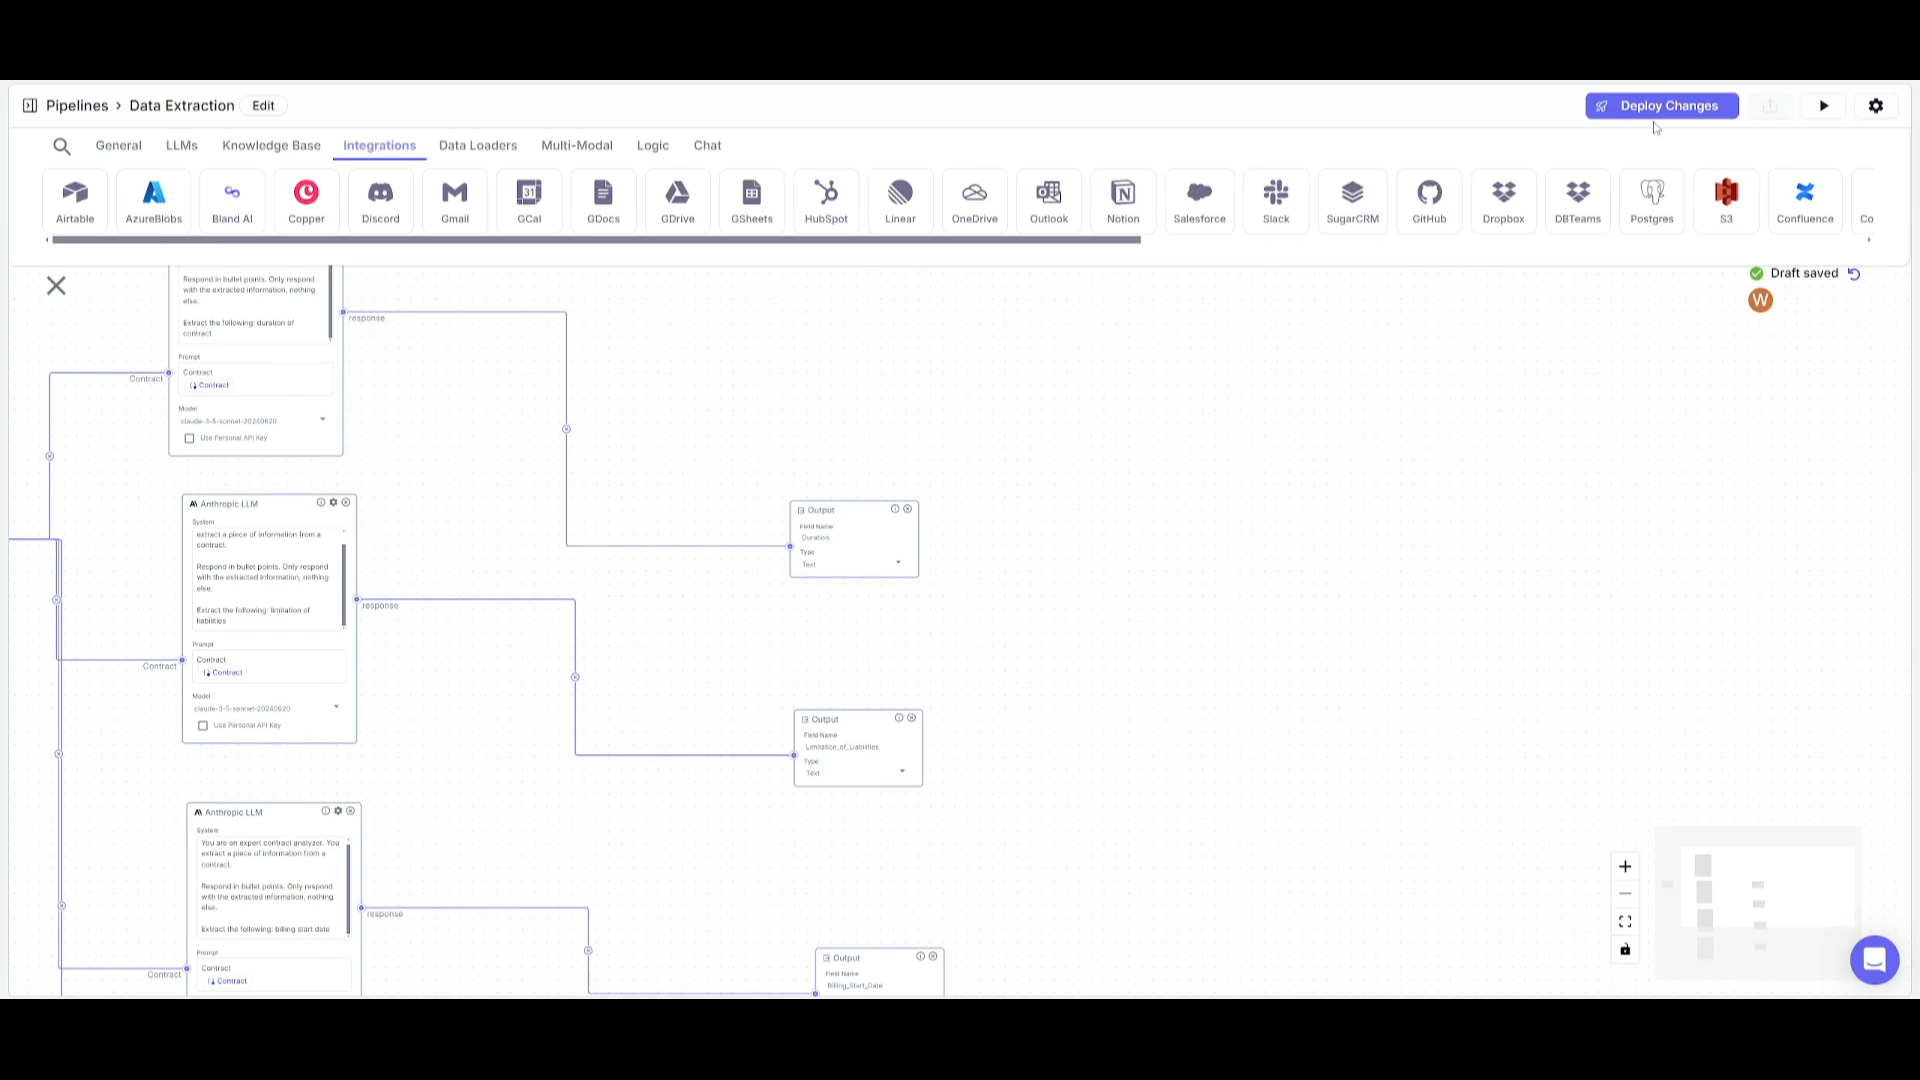 Pipelines > Data Extraction Edit
Deploy Changes
General LLMs Knowledge Base Integrations Data Loaders Multi-Modal Logic Chat
Airtable AzureBlobs Bland AI Copper Discord Gmail GCal GDocs GDrive GSheets HubSpot Linear OneDrive Outlook Notion Salesforce Slack SugarCRM GitHub Dropbox DBTeams Postgres S3 Confluence Co
31
Draft saved
W
Respond in bullet points. Only respond
with the extracted information, nothing
else.
Extract the following: duration of
contract
response
Prompt
Contract
Contract
Contract
Model
claude-3-5-sonnet-20240620
Use Personal API Key
Anthropic LLM
System
extract a piece of information from a
contract.
Respond in bullet points. Only respond
with the extracted information, nothing
else.
Extract the following: limitation of
liabilities
response
Prompt
Contract
Contract
Contract
Model
claude-3-5-sonnet-20240620
Use Personal API Key
Output
Field Name
Duration
Type
Text
Output
Field Name
Limitation_of_Liabilities
Type
Text
Anthropic LLM
System
You are an expert contract analyzer. You
extract a piece of information from a
contract.
Respond in bullet points. Only respond
with the extracted information, nothing
else.
Extract the following: billing start date
response
Prompt
Contract
Contract
Contract
Output
Field Name
Billing_Start_Date